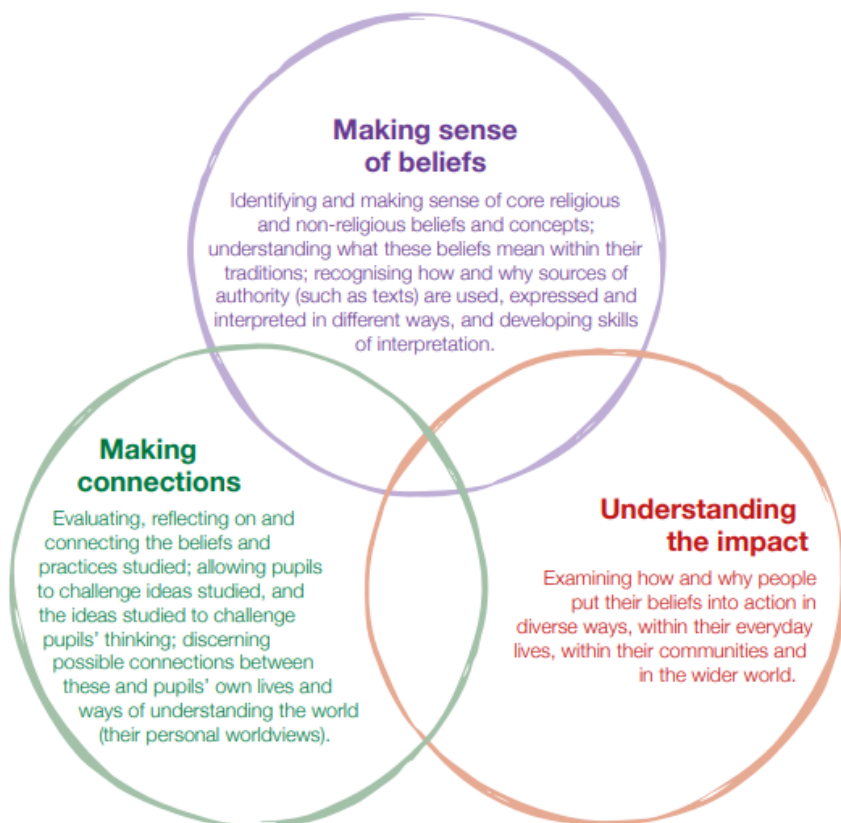 Making sense
of beliefs
Identifying and making sense of core religious
and non-religious beliefs and concepts;
understanding what these beliefs mean within their
traditions; recognising how and why sources of
authority (such as texts) are used, expressed and
interpreted in different ways, and developing skills
of interpretation.
Making
connections
Evaluating, reflecting on and
connecting the beliefs and
practices studied; allowing pupils
to challenge ideas studied, and
the ideas studied to challenge
pupils’ thinking; discerning
possible connections between
these and pupils’ own lives and
ways of understanding the world
(their personal worldviews).
Understanding
the impact
Examining how and why people
put their beliefs into action in
diverse ways, within their everyday
lives, within their communities and
in the wider world.